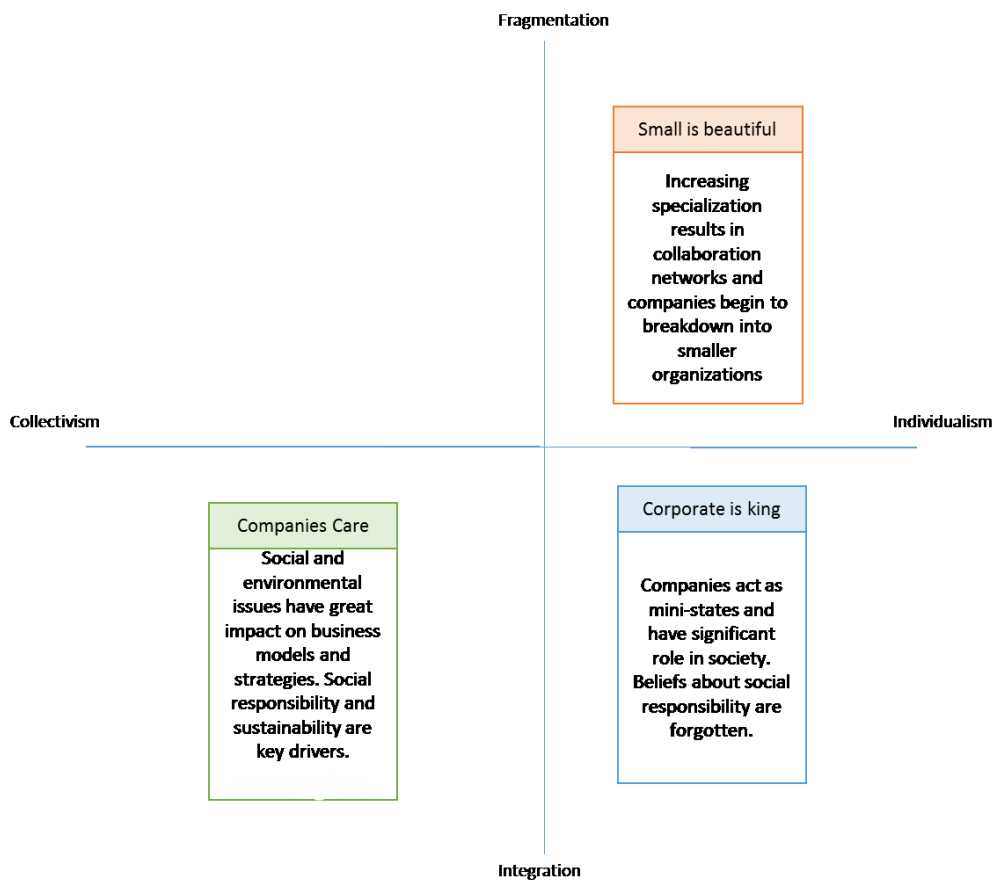 Fragmentation
Small is beautiful
Increasing
specialization
results in
collaboration
networks and
companies begin to
breakdown into
smaller
organizations
Collectivism
Individualism
Companies Care
Social and
environmental
issues have great
impact on business
models and
strategies. Social
responsibility and
sustainability are
key drivers.
Corporate is king
Companies act as
mini-states and
have significant
role in society.
Beliefs about social
responsibility are
forgotten.
Integration